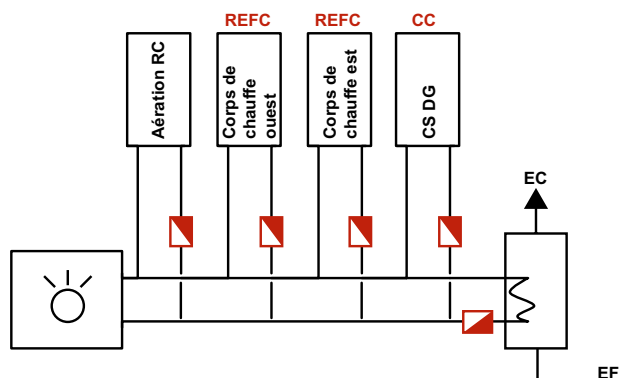 REFC
REFC
CC
Aération RC
Corps de
chauffe
ouest
Corps de
chauffe est
CS DG
EC
EF